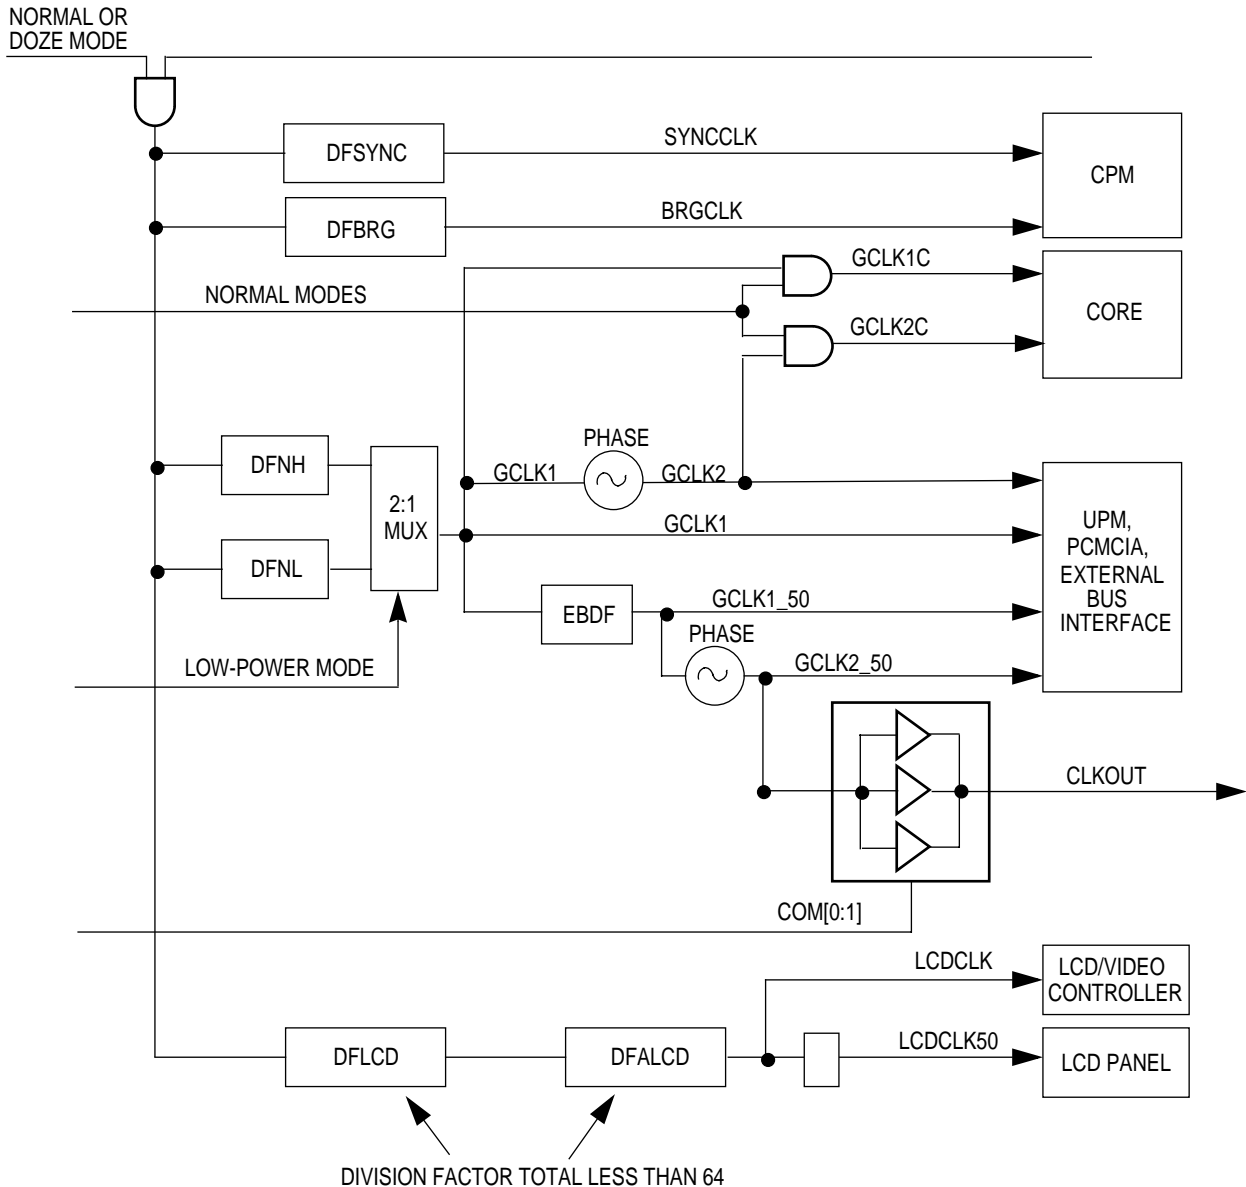 NORMAL OR
DOZE MODE
DFSYNC
SYNCCLK
CPM
DFBRG
BRGCLK
GCLK1C
NORMAL MODES
CORE
GCLK2C
PHASE
DFNH
GCLK1
GCLK2
2:1
MUX
GCLK1
UPM,
PCMCIA,
EXTERNAL
BUS
INTERFACE
DFNL
EBDF
GCLK1_50
PHASE
LOW-POWER MODE
GCLK2_50
CLKOUT
COM[0:1]
LCDCLK
LCD/VIDEO
CONTROLLER
DFLCD
DFALCD
LCDCLK50
LCD PANEL
DIVISION FACTOR TOTAL LESS THAN 64